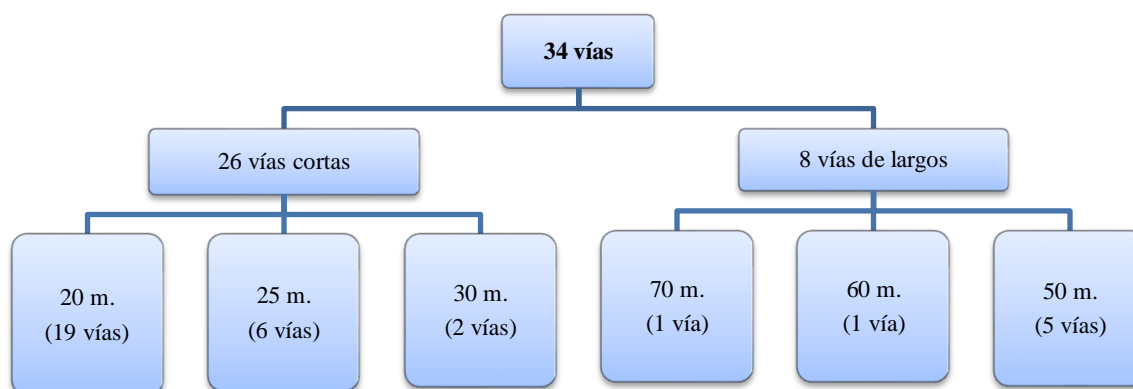 34 vías
26 vías cortas
8 vías de largos
20 m.
(19 vías)
25 m.
(6 vías)
30 m.
(2 vías)
70 m.
(1 vía)
60 m.
(1 vía)
50 m.
(5 vías)